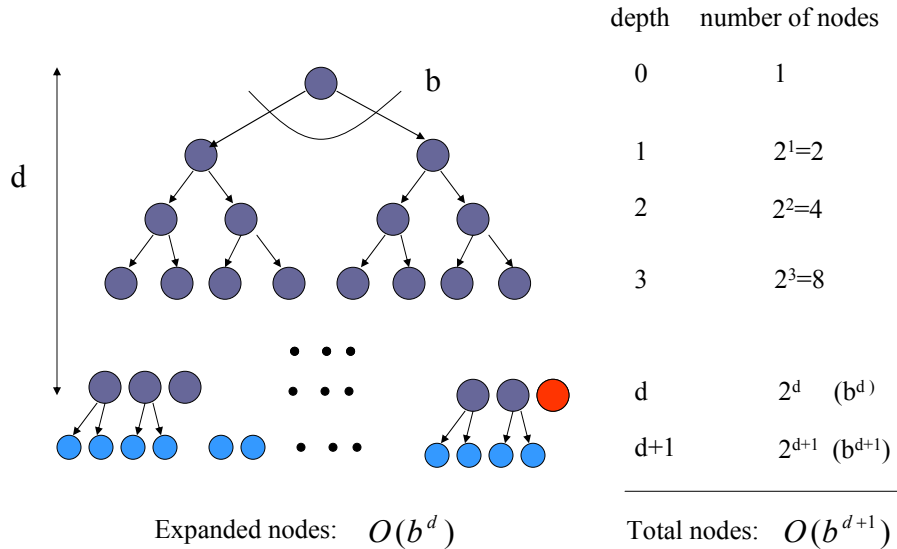 depth number of nodes
0 1
b
1 2¹=2
d
2 2²=4
3 2³=8
d 2ᵈ (bᵈ)
d+1 2ᵈ⁺¹ (bᵈ⁺¹)
Expanded nodes: O(bᵈ) Total nodes: O(bᵈ⁺¹)